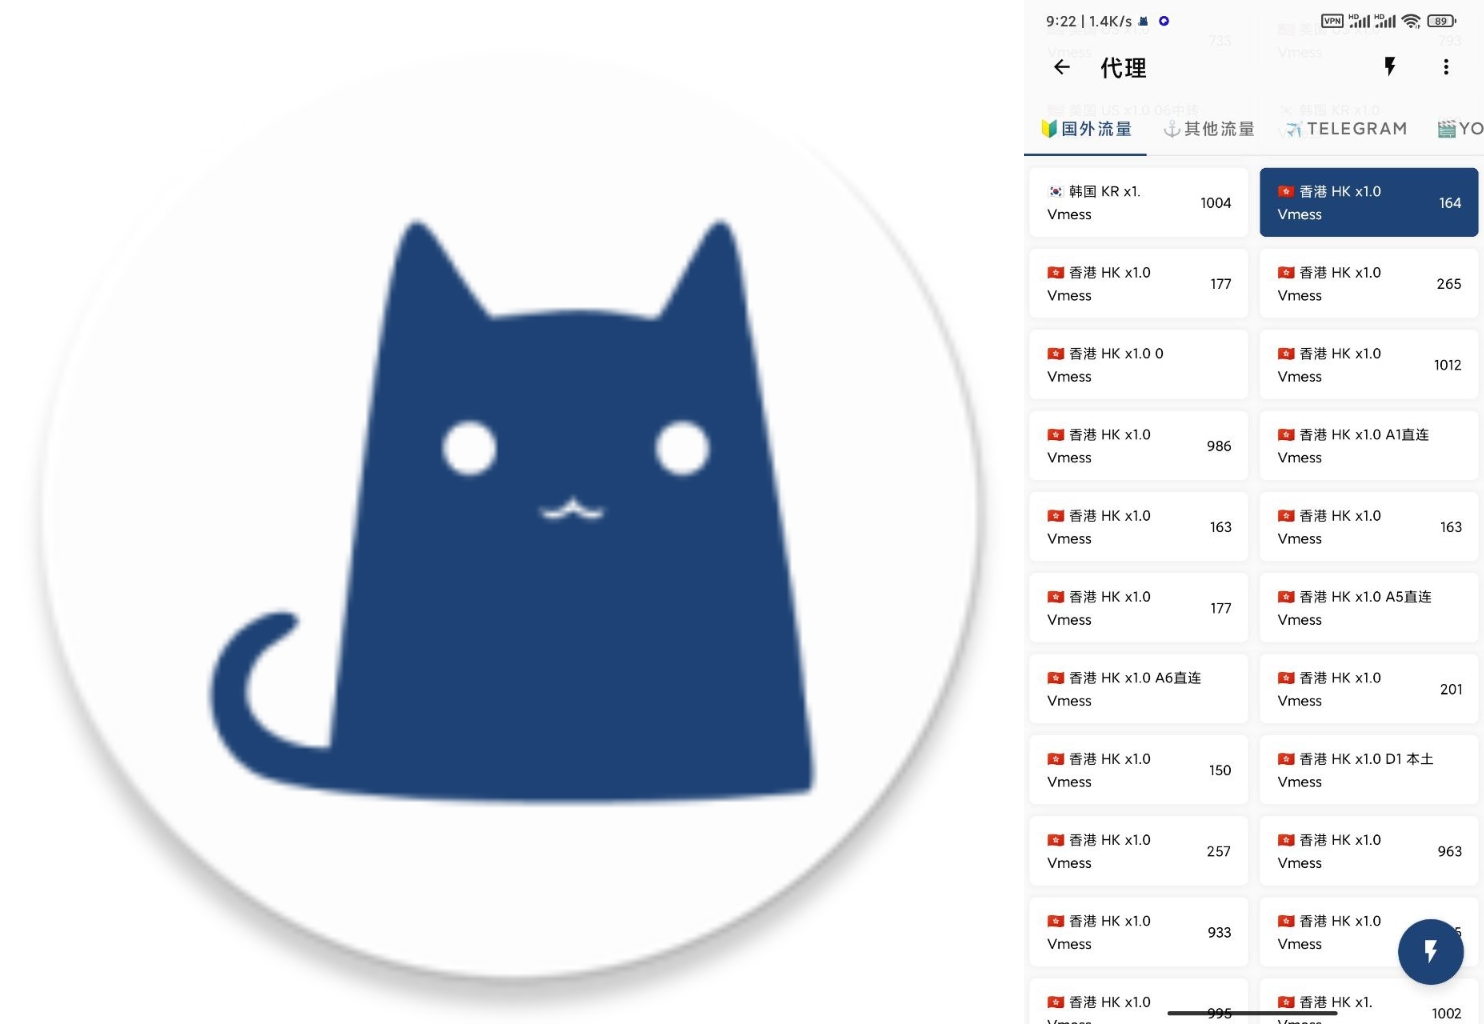 9:22 | 1.4K/s
VPN HD HD 89
代理
国外流量 其他流量 TELEGRAM YO
韩国 KR x1.
Vmess
1004
香港 HK x1.0
Vmess
164
香港 HK x1.0
Vmess
177
香港 HK x1.0
Vmess
265
香港 HK x1.0 0
Vmess
香港 HK x1.0
Vmess
1012
香港 HK x1.0
Vmess
986
香港 HK x1.0 A1直连
Vmess
香港 HK x1.0
Vmess
163
香港 HK x1.0
Vmess
163
香港 HK x1.0
Vmess
177
香港 HK x1.0 A5直连
Vmess
香港 HK x1.0 A6直连
Vmess
香港 HK x1.0
Vmess
201
香港 HK x1.0
Vmess
150
香港 HK x1.0 D1 本土
Vmess
香港 HK x1.0
Vmess
257
香港 HK x1.0
Vmess
963
香港 HK x1.0
Vmess
933
香港 HK x1.0
Vmess
香港 HK x1.0
Vmess
995
香港 HK x1.
Vmess
1002